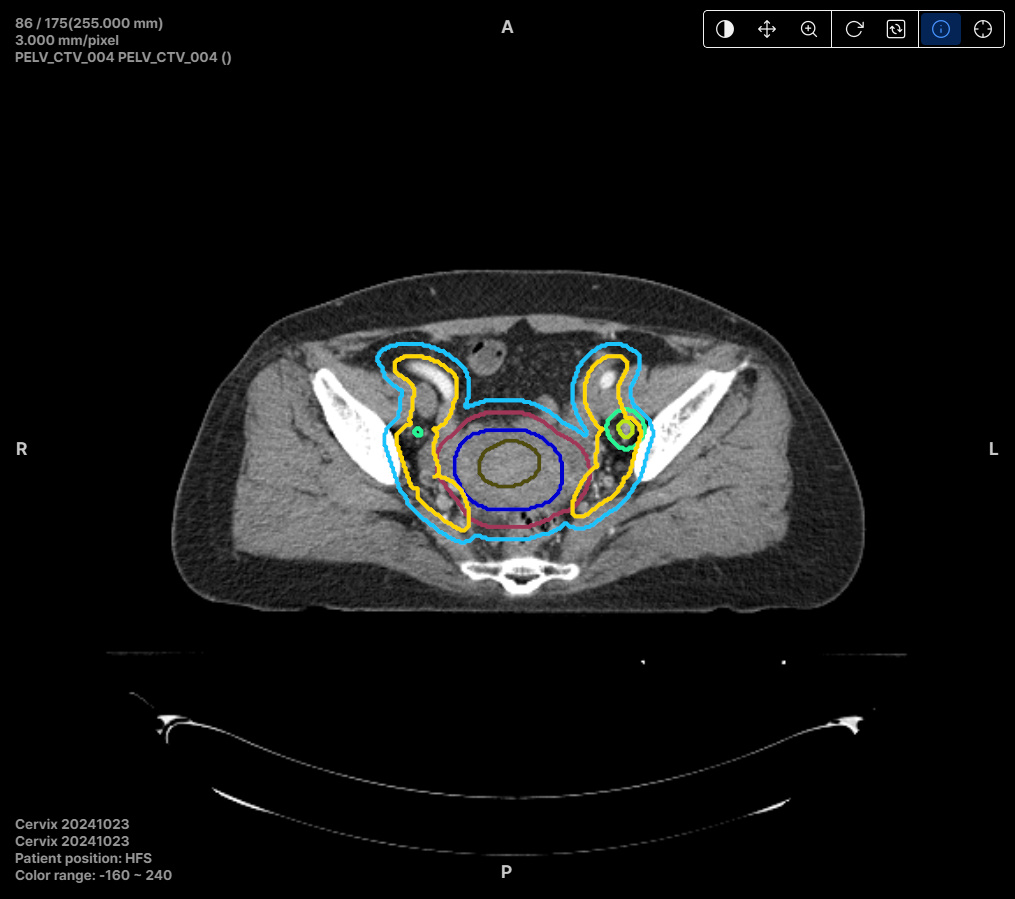 86 / 175(255.000 mm)
3.000 mm/pixel
PELV_CTV_004 PELV_CTV_004 ()
A
R
L
Cervix 20241023
Cervix 20241023
Patient position: HFS
Color range: -160 ~ 240
P